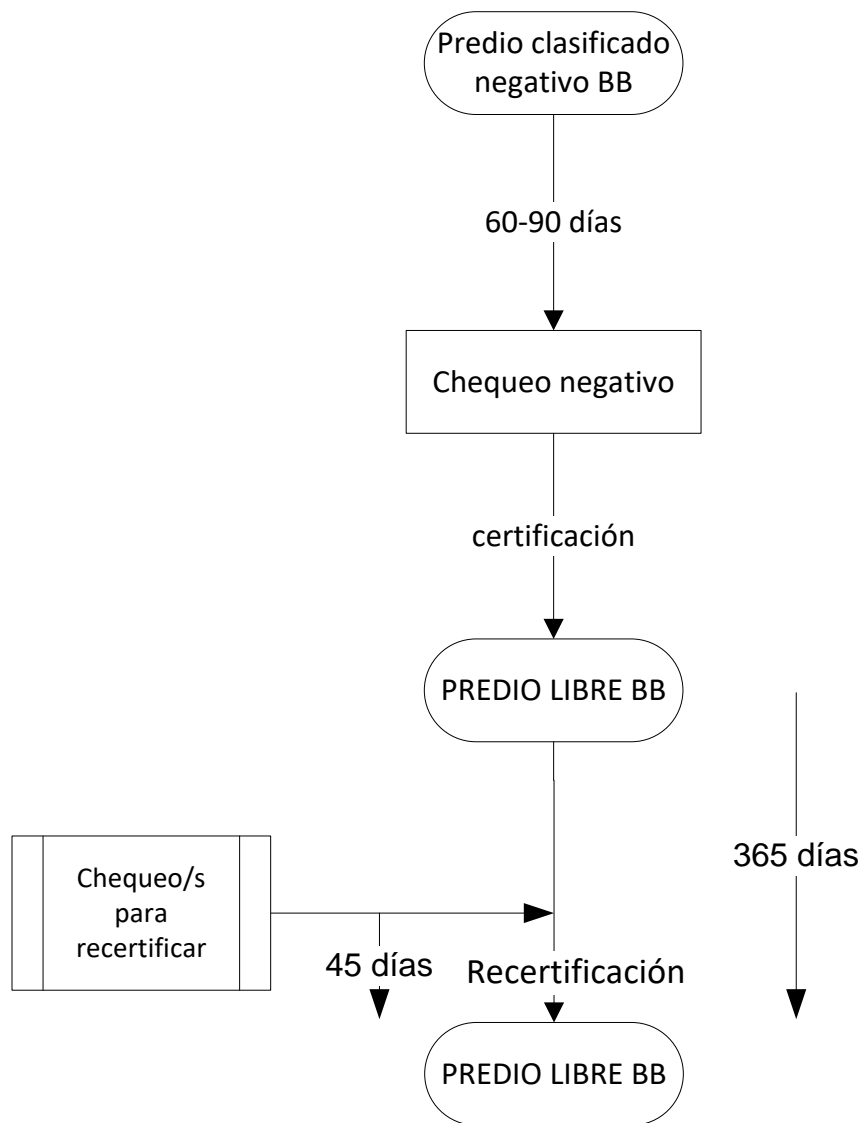 Predio clasificado
negativo BB
60-90 días
Chequeo negativo
certificación
PREDIO LIBRE BB
365 días
Chequeo/s
para
recertificar
45 días
Recertificación
PREDIO LIBRE BB